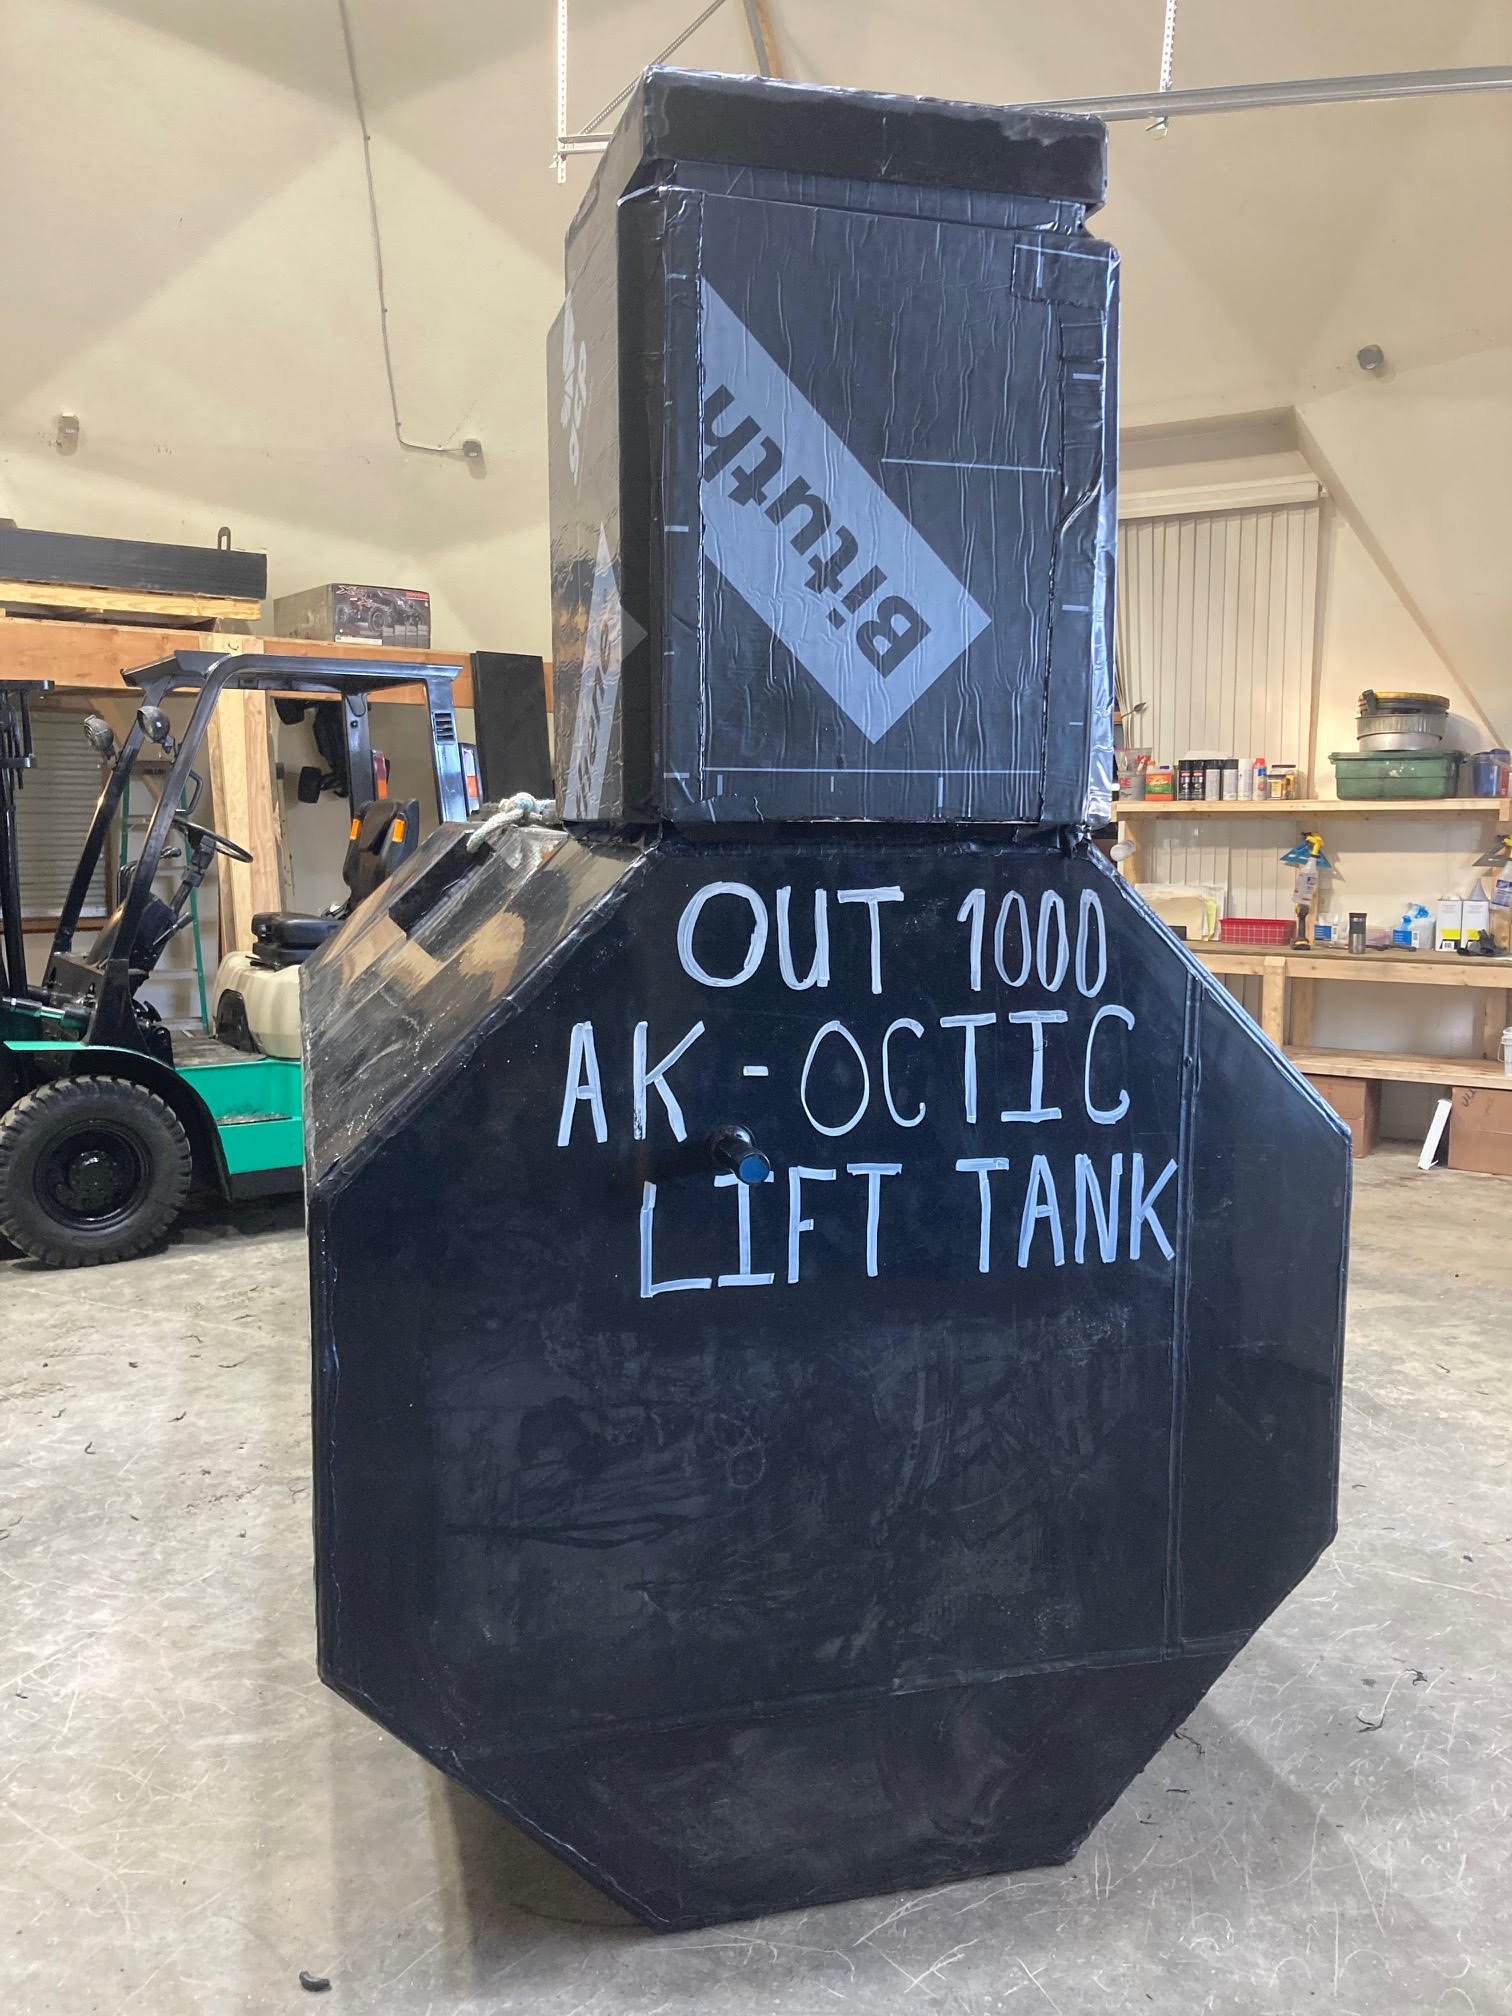 Bituth
OUT 1000
AK-OCTIC
LIFT TANK